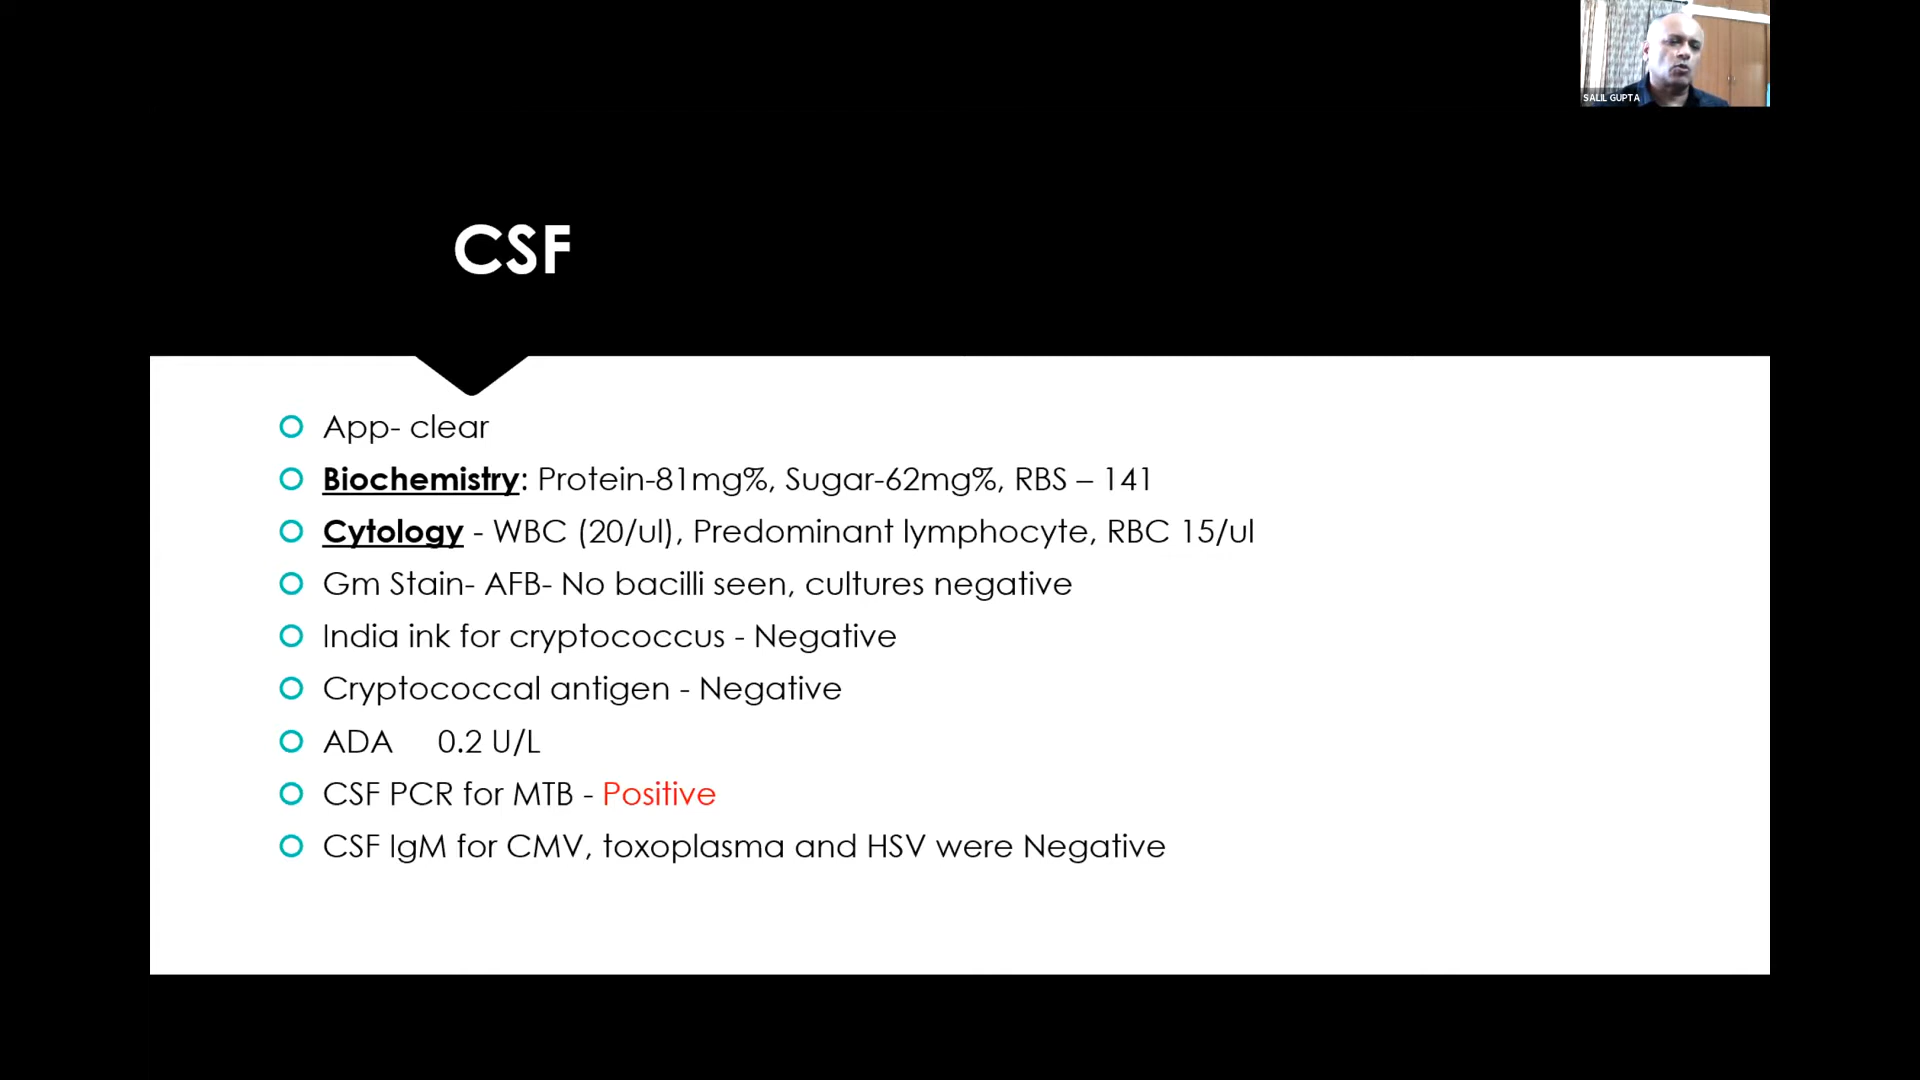 SALIL GUPTA
CSF
App- clear
Biochemistry: Protein-81mg%, Sugar-62mg%, RBS – 141
Cytology - WBC (20/ul), Predominant lymphocyte, RBC 15/ul
Gm Stain- AFB- No bacilli seen, cultures negative
India ink for cryptococcus - Negative
Cryptococcal antigen - Negative
ADA 0.2 U/L
CSF PCR for MTB - Positive
CSF IgM for CMV, toxoplasma and HSV were Negative